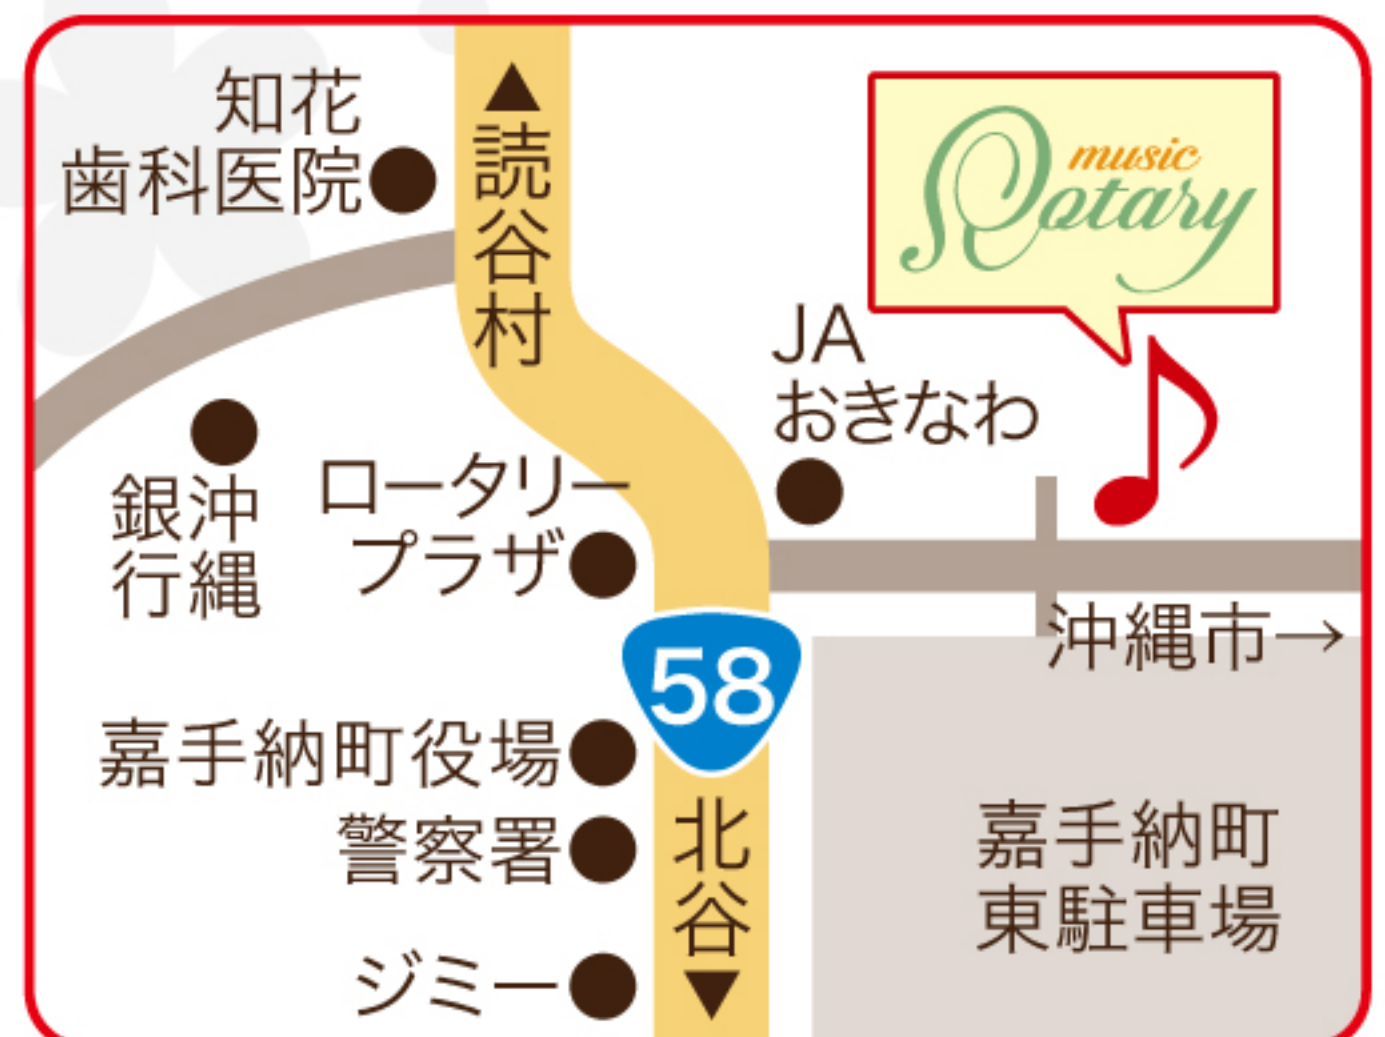 知花
歯科医院
▲読谷村
music
Rotary
JA
おきなわ
沖縄
銀行
ロータリー
プラザ
沖縄市→
58
嘉手納町役場
警察署
北谷▼
嘉手納町
東駐車場
ジミー